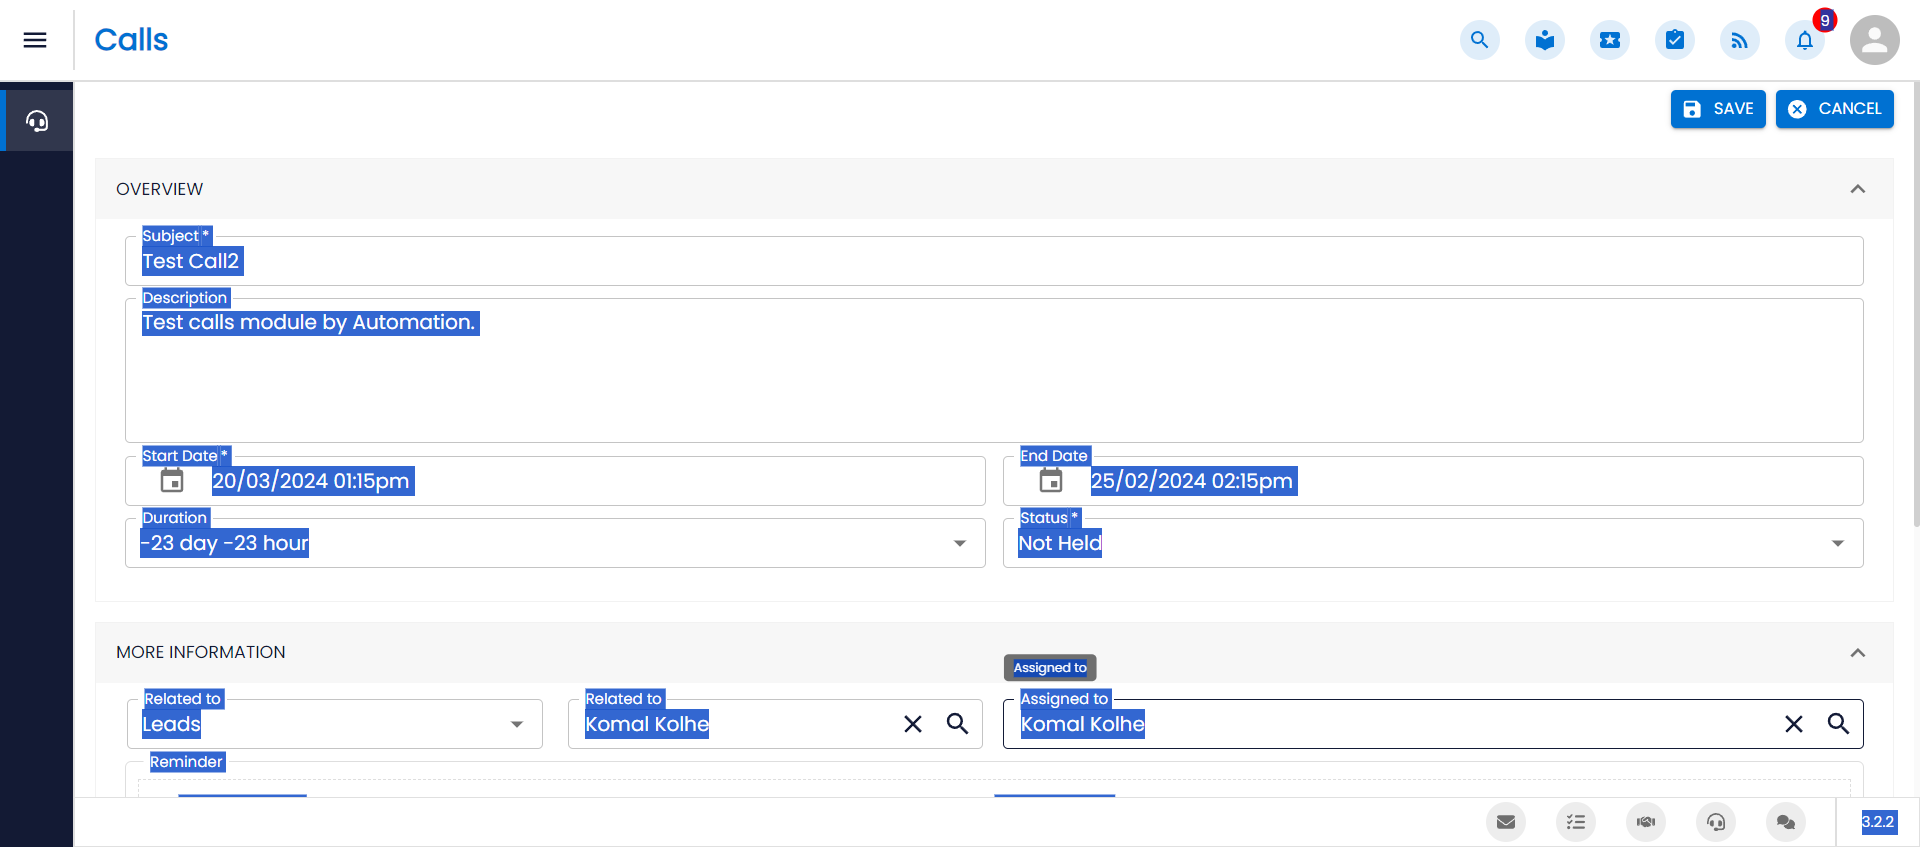 Calls
9
SAVE
CANCEL
OVERVIEW
Subject *
Test Call2
Description
Test calls module by Automation.
Start Date *
20/03/2024 01:15pm
End Date
25/02/2024 02:15pm
Duration
-23 day -23 hour
Status *
Not Held
MORE INFORMATION
Assigned to
Related to
Leads
Related to
Komal Kolhe
Assigned to
Komal Kolhe
Reminder
3.2.2